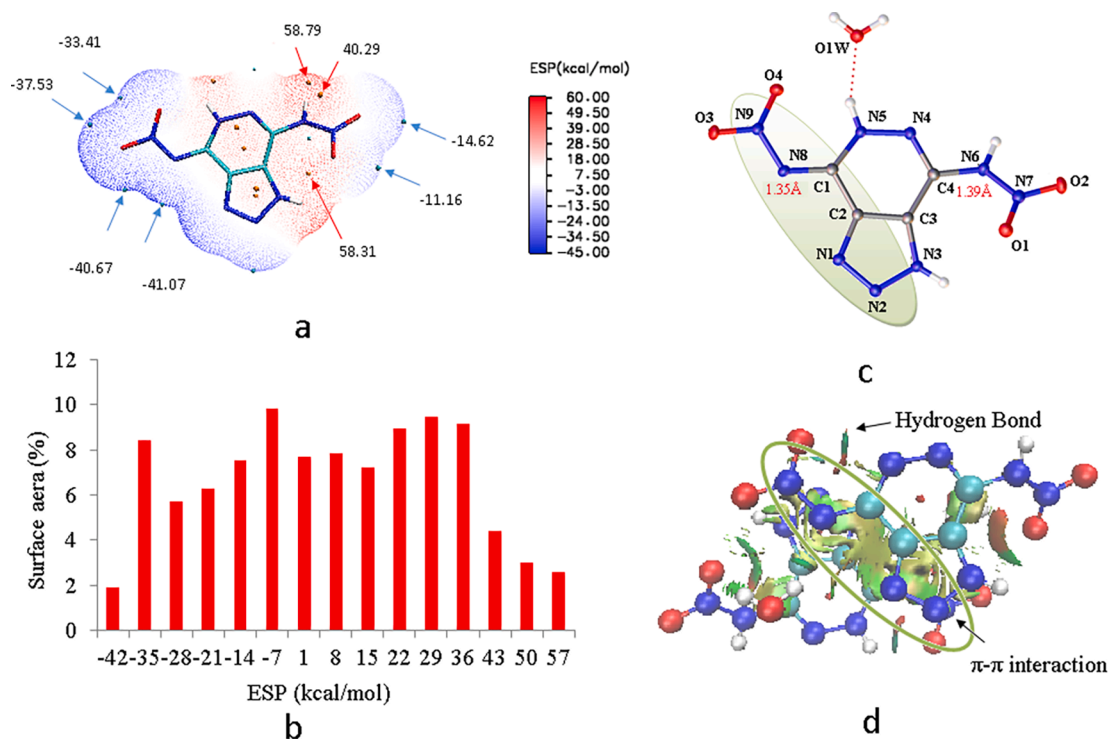 -33.41
58.79
40.29
-37.53
-14.62
-11.16
58.31
-40.67
-41.07
ESP(kcal/mol)
60.00
49.50
39.00
28.50
18.00
7.50
-3.00
-13.50
-24.00
-34.50
-45.00
a
O1W
O4
O3
N9
N5
N4
N8
N6
O2
1.35Å
C1
C4
1.39Å
N7
C2
C3
O1
N1
N3
N2
c
12
10
8
6
4
2
0
Surface aera (%)
-42 -35 -28 -21 -14 -7 1 8 15 22 29 36 43 50 57
ESP (kcal/mol)
b
Hydrogen Bond
π-π interaction
d